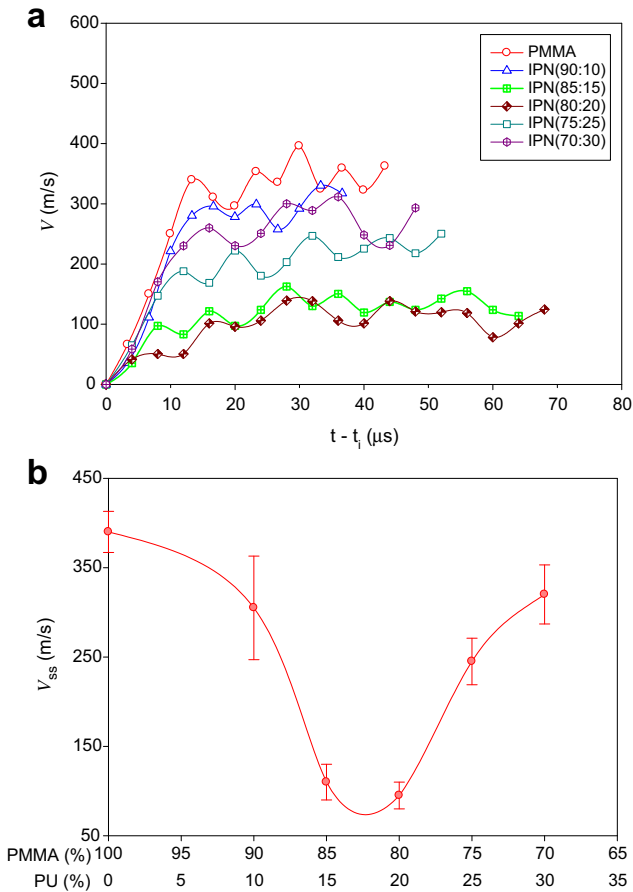 a
600
500
400
300
200
100
0
V (m/s)
PMMA
IPN(90:10)
IPN(85:15)
IPN(80:20)
IPN(75:25)
IPN(70:30)
0 10 20 30 40 50 60 70 80
t - ti (μs)
b
450
350
250
150
50
Vss (m/s)
PMMA (%) 100 95 90 85 80 75 70 65
PU (%) 0 5 10 15 20 25 30 35